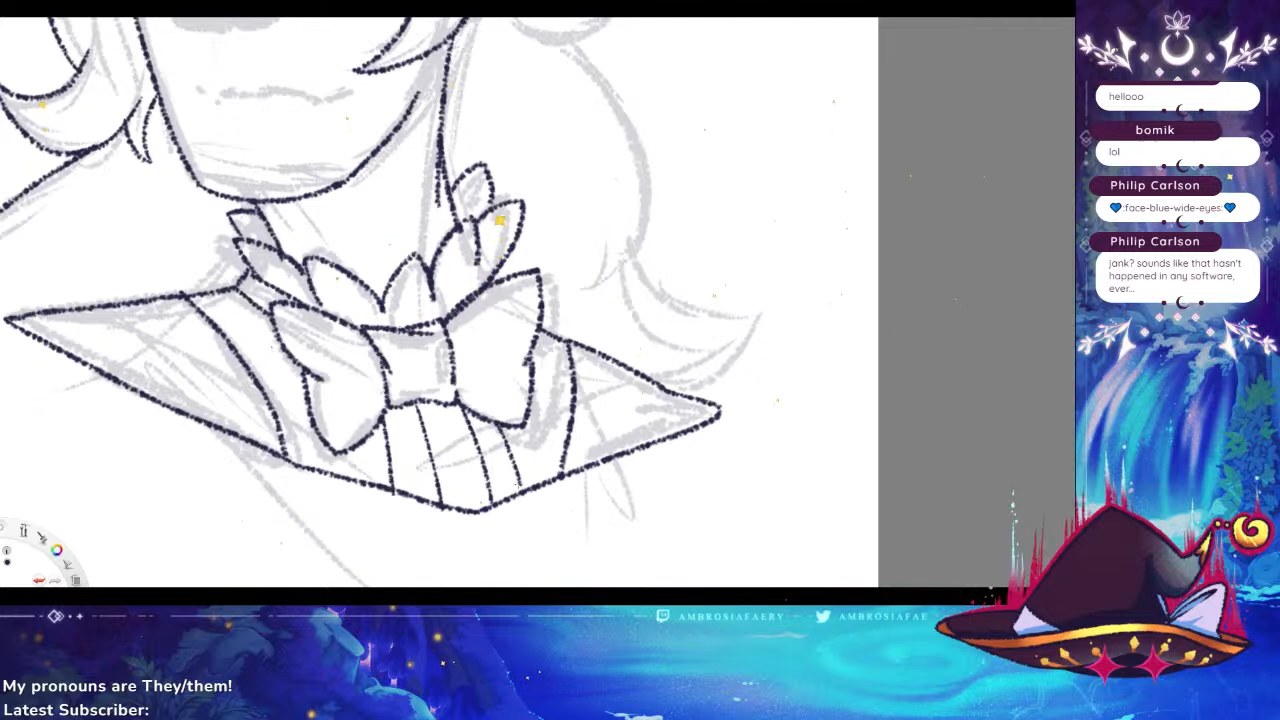 hellooo
bomik
lol
Philip Carlson
💙:face-blue-wide-eyes:💙
Philip Carlson
jank? sounds like that hasn't
happened in any software,
ever...
AMBROSIAFAERY
AMBROSIAFAE
My pronouns are They/them!
Latest Subscriber: